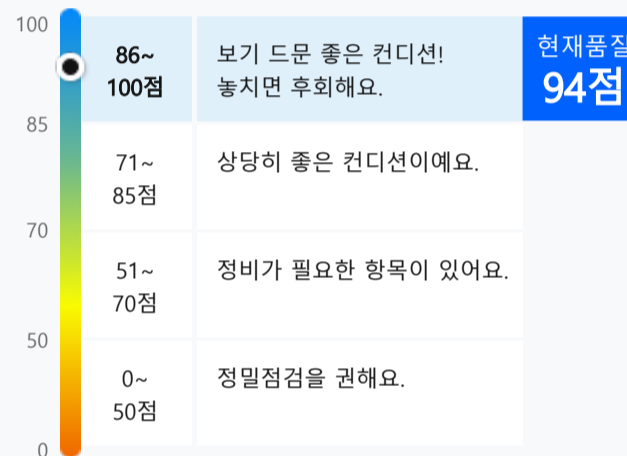 100
86~
100점
보기 드문 좋은 컨디션!
놓치면 후회해요.
현재품질
94점
85
71~
85점
상당히 좋은 컨디션이예요.
70
51~
70점
정비가 필요한 항목이 있어요.
50
0~
50점
정밀점검을 권해요.
0